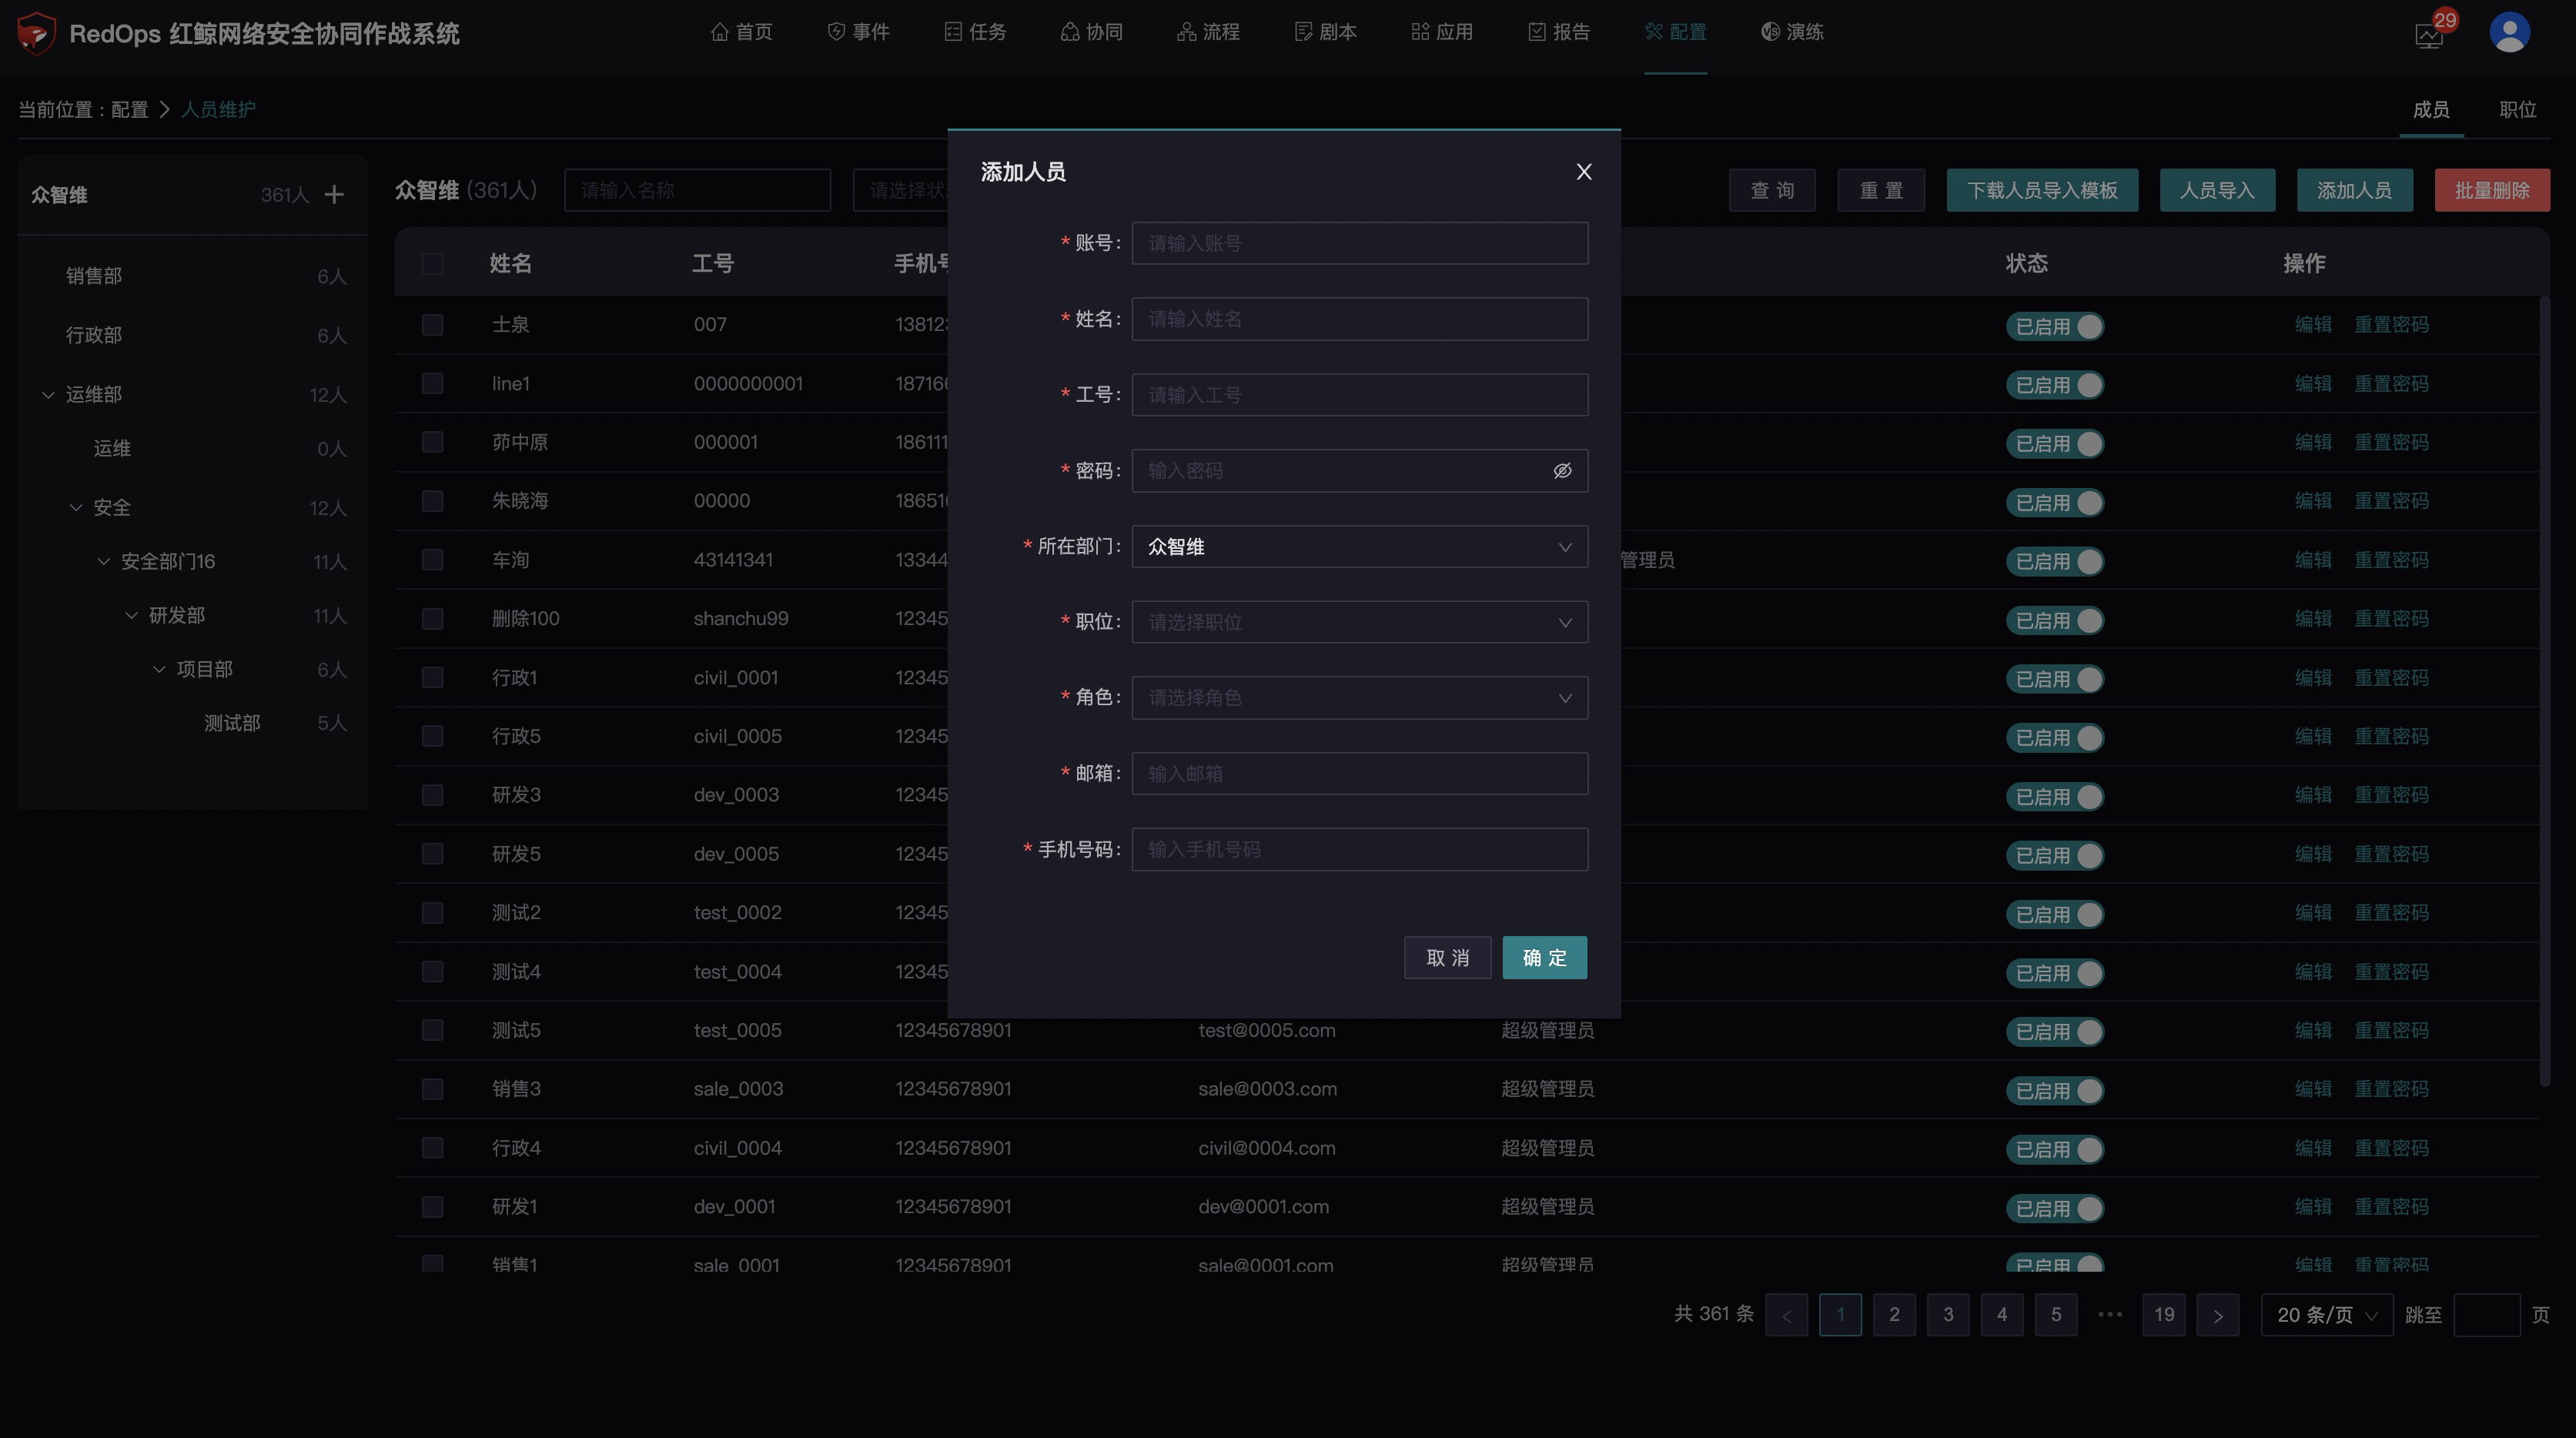 RedOps 红鲸网络安全协同作战系统
首页 事件 任务 协同 流程 剧本 应用 报告 配置 演练
29
当前位置：配置 人员维护
成员 职位
众智维 361人
销售部 6人
行政部 6人
运维部 12人
运维 0人
安全 12人
安全部门16 11人
研发部 11人
项目部 6人
测试部 5人
众智维 (361人) 请输入名称 请选择状
查 询 重 置 下载人员导入模板 人员导入 添加人员 批量删除
姓名 工号 手机号 状态 操作
士泉 007 13812 已启用 编辑 重置密码
line1 0000000001 18716 已启用 编辑 重置密码
茆中原 000001 186111 已启用 编辑 重置密码
朱晓海 00000 18651 已启用 编辑 重置密码
车洵 43141341 13344 管理员 已启用 编辑 重置密码
删除100 shanchu99 12345 已启用 编辑 重置密码
行政1 civil_0001 12345 已启用 编辑 重置密码
行政5 civil_0005 12345 已启用 编辑 重置密码
研发3 dev_0003 12345 已启用 编辑 重置密码
研发5 dev_0005 12345 已启用 编辑 重置密码
测试2 test_0002 12345 已启用 编辑 重置密码
测试4 test_0004 12345 已启用 编辑 重置密码
测试5 test_0005 12345678901 test@0005.com 超级管理员 已启用 编辑 重置密码
销售3 sale_0003 12345678901 sale@0003.com 超级管理员 已启用 编辑 重置密码
行政4 civil_0004 12345678901 civil@0004.com 超级管理员 已启用 编辑 重置密码
研发1 dev_0001 12345678901 dev@0001.com 超级管理员 已启用 编辑 重置密码
销售1 sale_0001 12345678901 sale@0001.com 超级管理员 已启用 编辑 重置密码
共 361 条 < 1 2 3 4 5 ••• 19 > 20 条/页 跳至 页
添加人员
* 账号: 请输入账号
* 姓名: 请输入姓名
* 工号: 请输入工号
* 密码: 输入密码
* 所在部门: 众智维
* 职位: 请选择职位
* 角色: 请选择角色
* 邮箱: 输入邮箱
* 手机号码: 输入手机号码
取 消 确 定